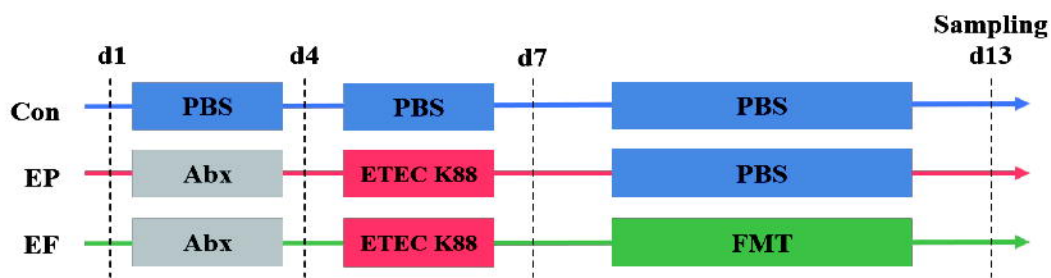 Sampling
d1 d4 d7 d13
Con PBS PBS PBS
EP Abx ETEC K88 PBS
EF Abx ETEC K88 FMT